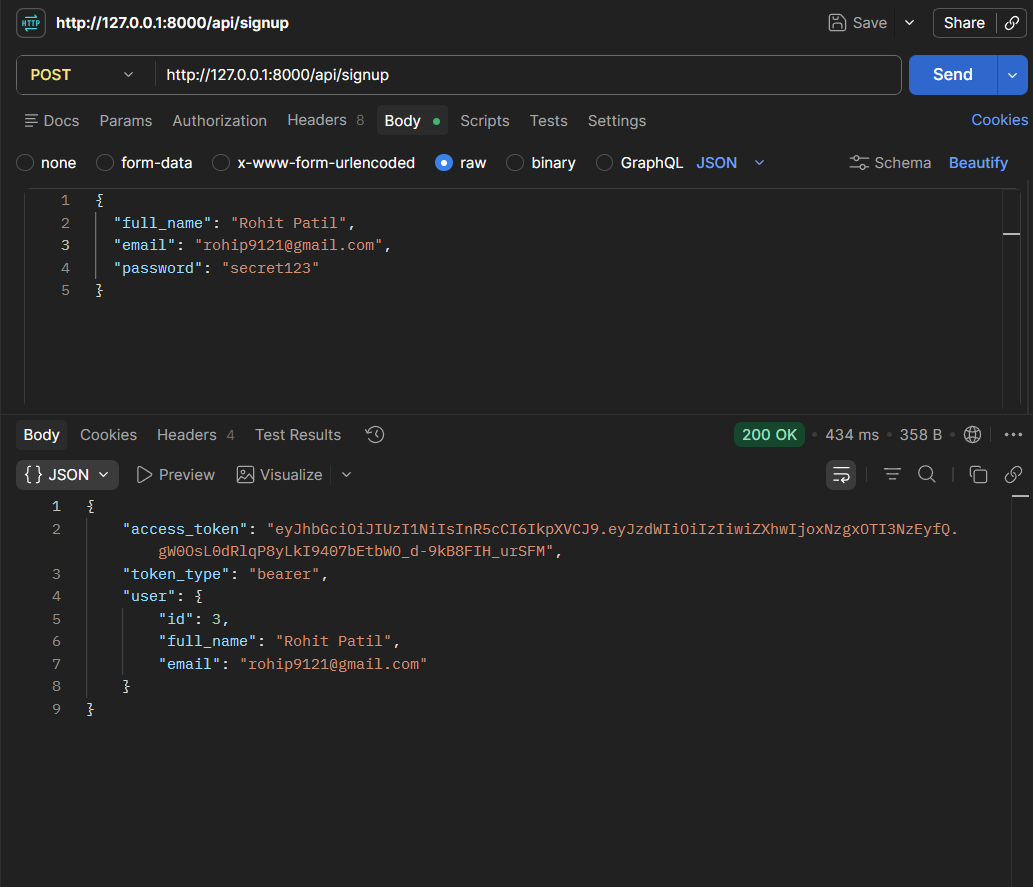 HTTP http://127.0.0.1:8000/api/signup Save Share
POST http://127.0.0.1:8000/api/signup Send
Docs Params Authorization Headers 8 Body Scripts Tests Settings Cookies
none form-data x-www-form-urlencoded raw binary GraphQL JSON Schema Beautify
1 {
2 "full_name": "Rohit Patil",
3 "email": "rohip9121@gmail.com",
4 "password": "secret123"
5 }
Body Cookies Headers 4 Test Results 200 OK • 434 ms • 358 B •
{} JSON Preview Visualize
1 {
2 "access_token": "eyJhbGciOiJIUzI1NiIsInR5cCI6IkpXVCJ9.eyJzdWIiOiIzIiwiZXhwIjoxNzgxOTI3NzEyfQ.
gW0OsL0dRlqP8yLkI9407bEtbWO_d-9kB8FIH_urSFM",
3 "token_type": "bearer",
4 "user": {
5 "id": 3,
6 "full_name": "Rohit Patil",
7 "email": "rohip9121@gmail.com"
8 }
9 }